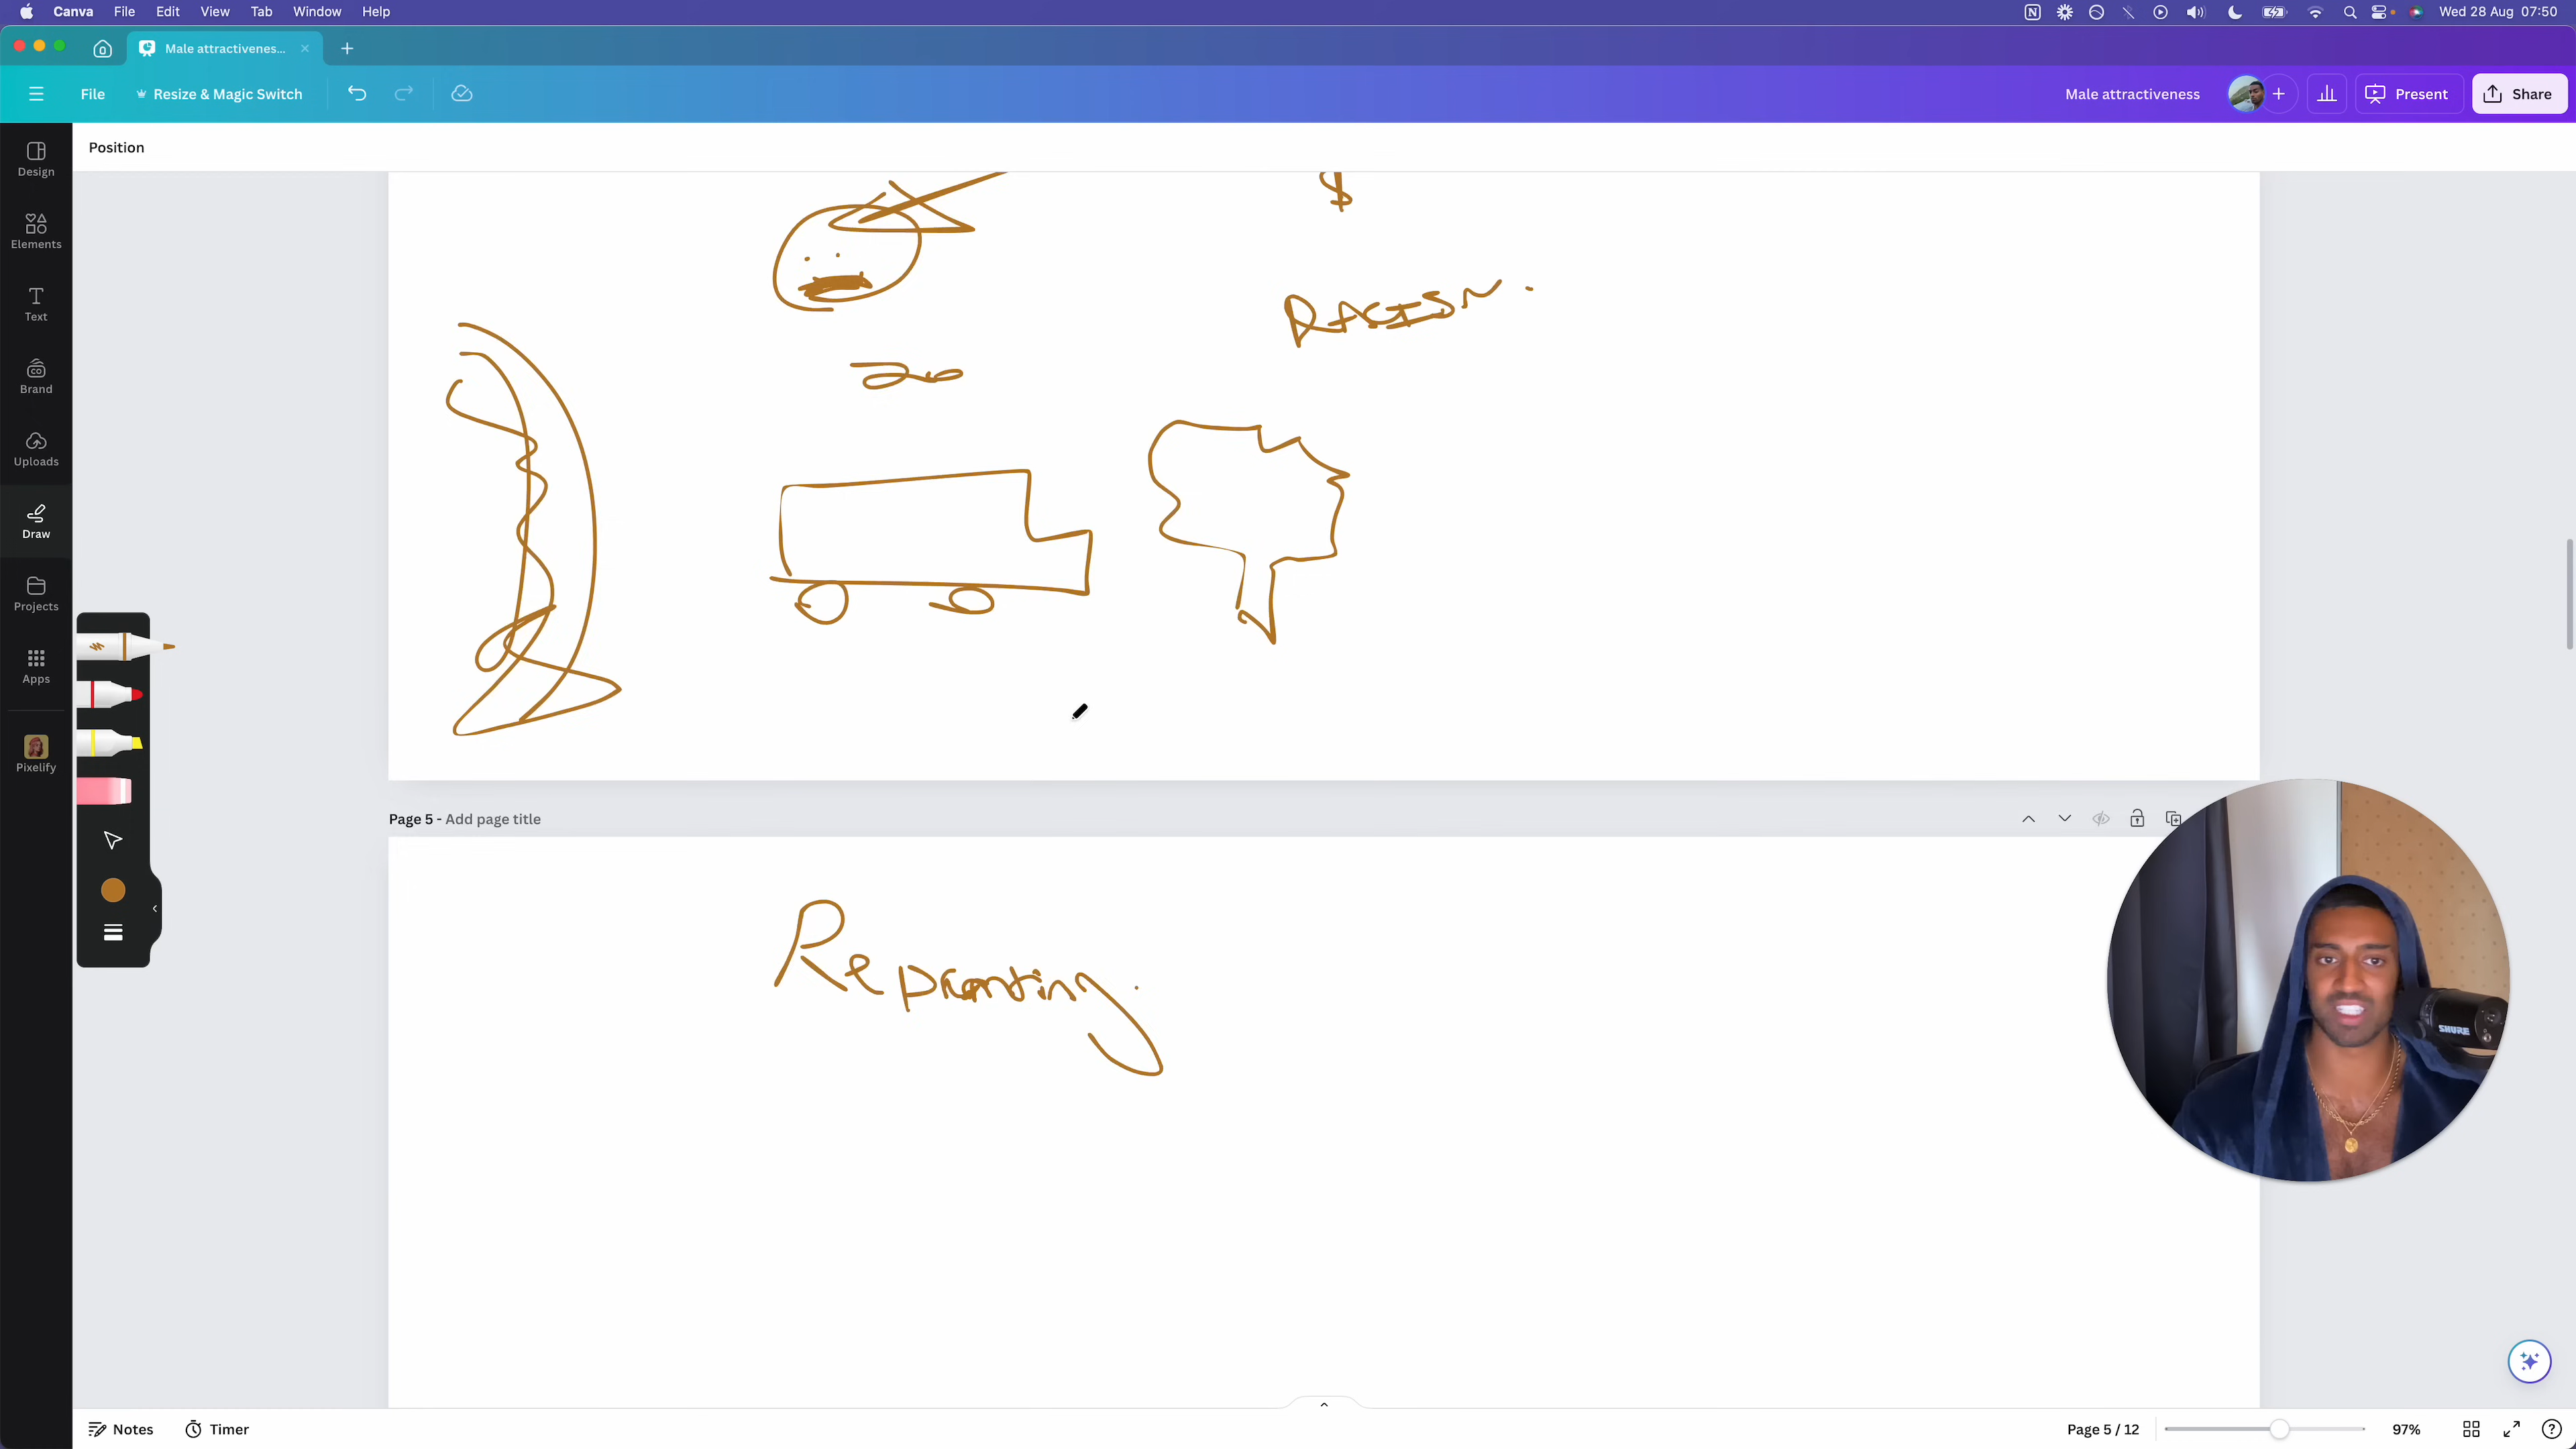 Canva File Edit View Tab Window Help
Wed 28 Aug 07:50
Male attractivenes...
File Resize & Magic Switch
Male attractiveness
Present
Share
Position
Design
Elements
Text
Brand
Uploads
Draw
Projects
Apps
Pixelify
$
RACISM.
Page 5 - Add page title
SHURE
Notes Timer
Page 5 / 12
97%